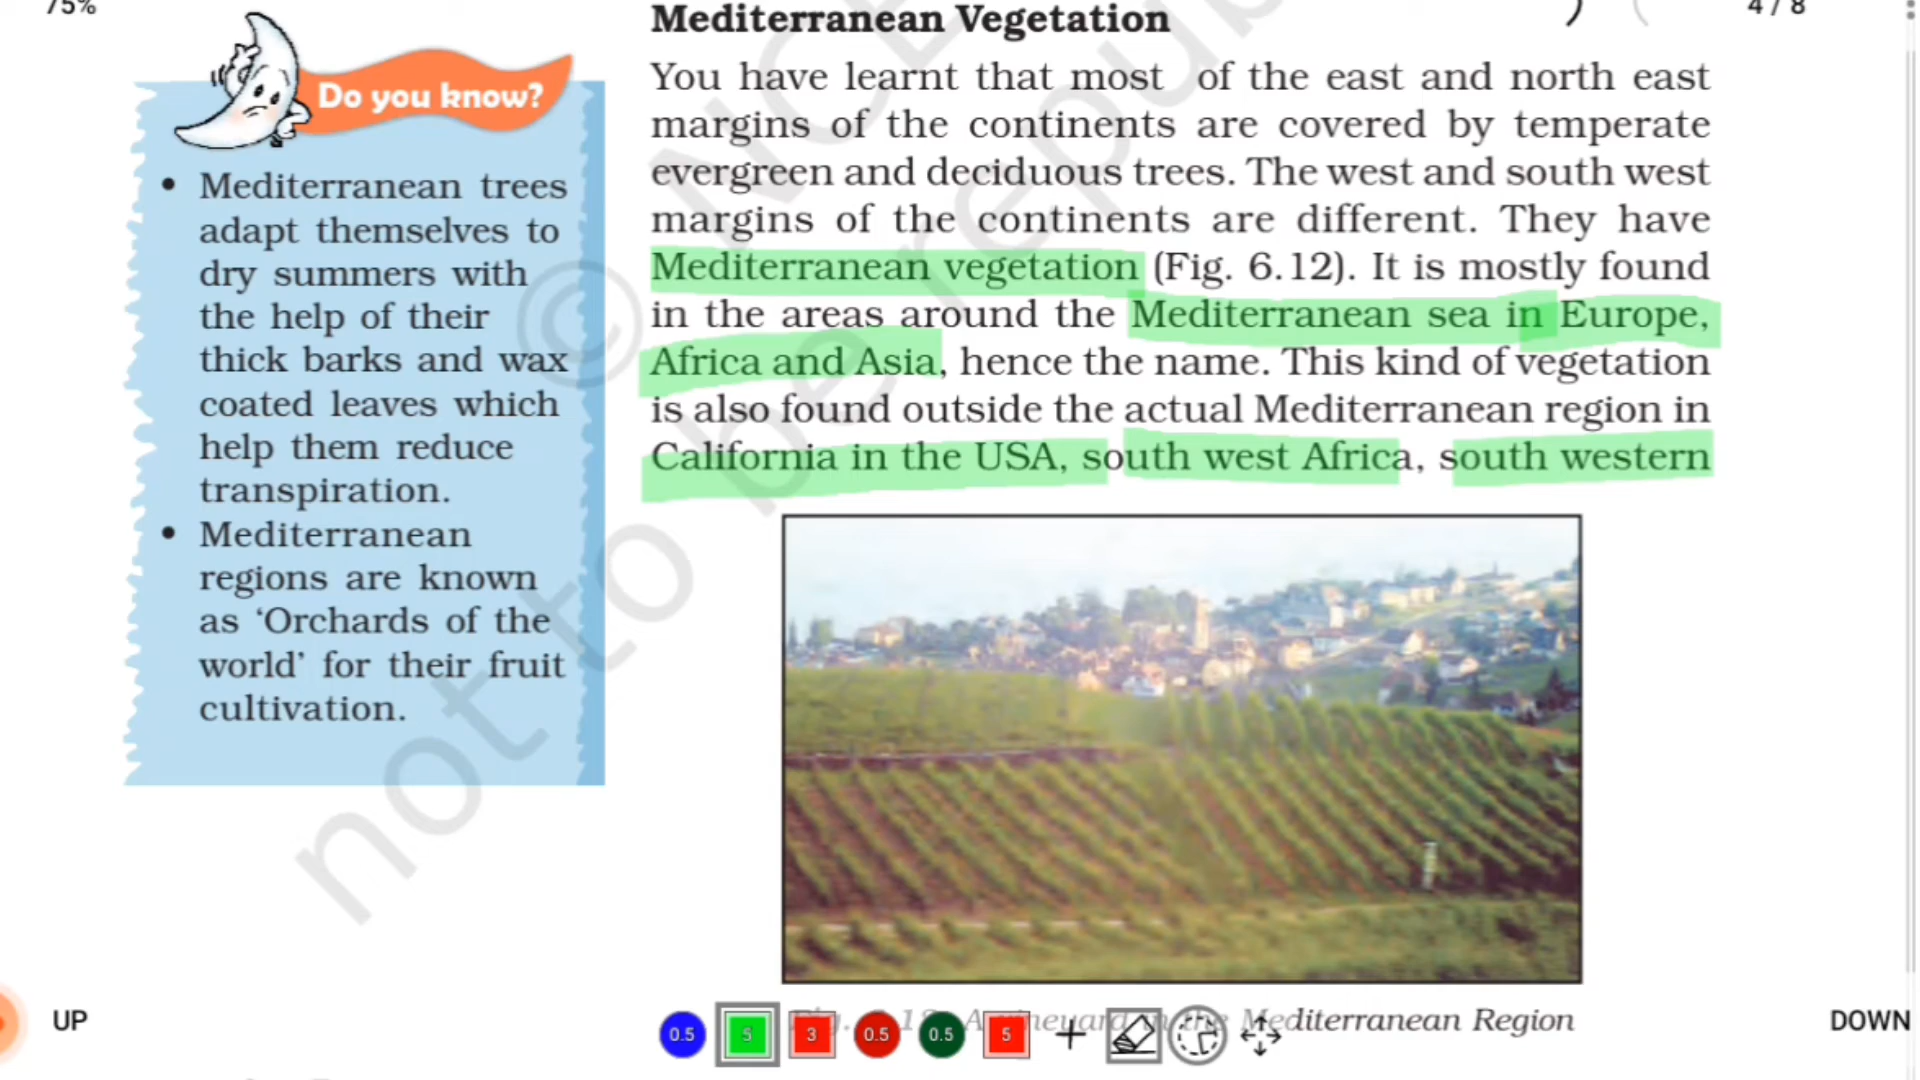 75%
4 / 8
Mediterranean Vegetation
Do you know?
• Mediterranean trees
adapt themselves to
dry summers with
the help of their
thick barks and wax
coated leaves which
help them reduce
transpiration.
• Mediterranean
regions are known
as ‘Orchards of the
world’ for their fruit
cultivation.
You have learnt that most of the east and north east
margins of the continents are covered by temperate
evergreen and deciduous trees. The west and south west
margins of the continents are different. They have
Mediterranean vegetation (Fig. 6.12). It is mostly found
in the areas around the Mediterranean sea in Europe,
Africa and Asia, hence the name. This kind of vegetation
is also found outside the actual Mediterranean region in
California in the USA, south west Africa, south western
not to be republ
© NCE
Mediterranean Region
UP
0.5 5 3 0.5 0.5 5 +
DOWN